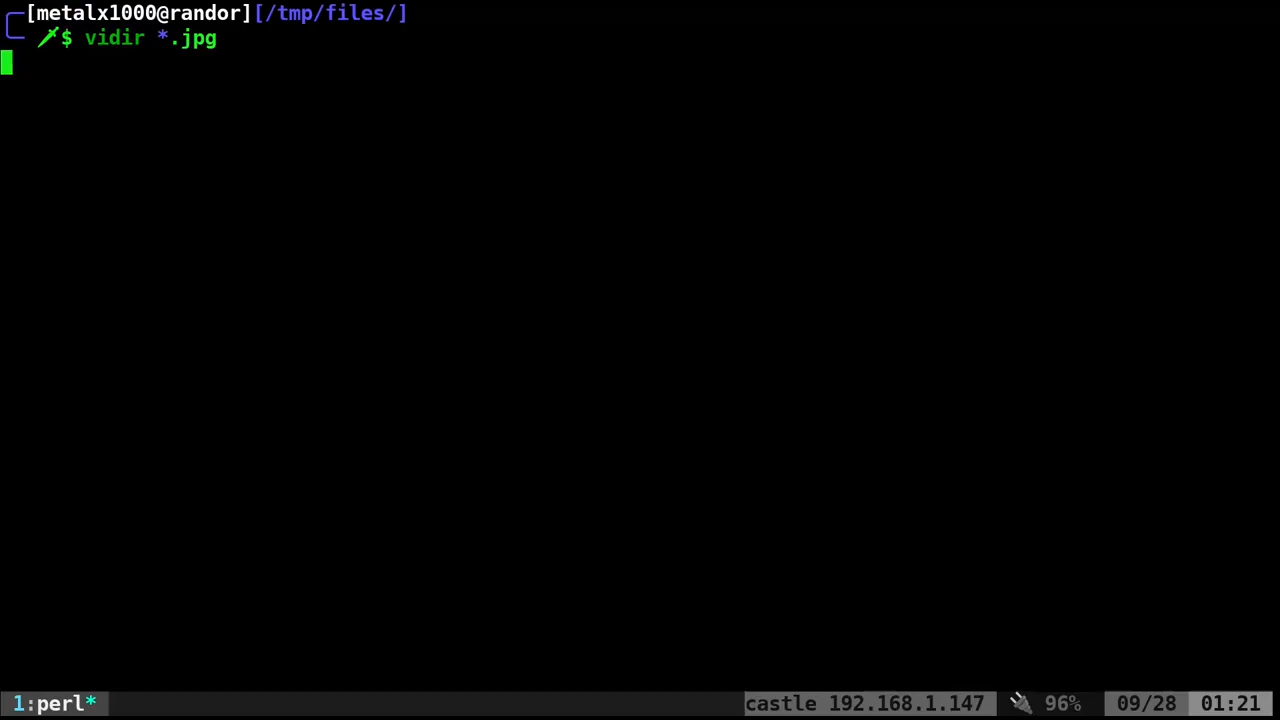 [metalx1000@randor][/tmp/files/]
$ vidir *.jpg
1:perl* castle 192.168.1.147 96% 09/28 01:21